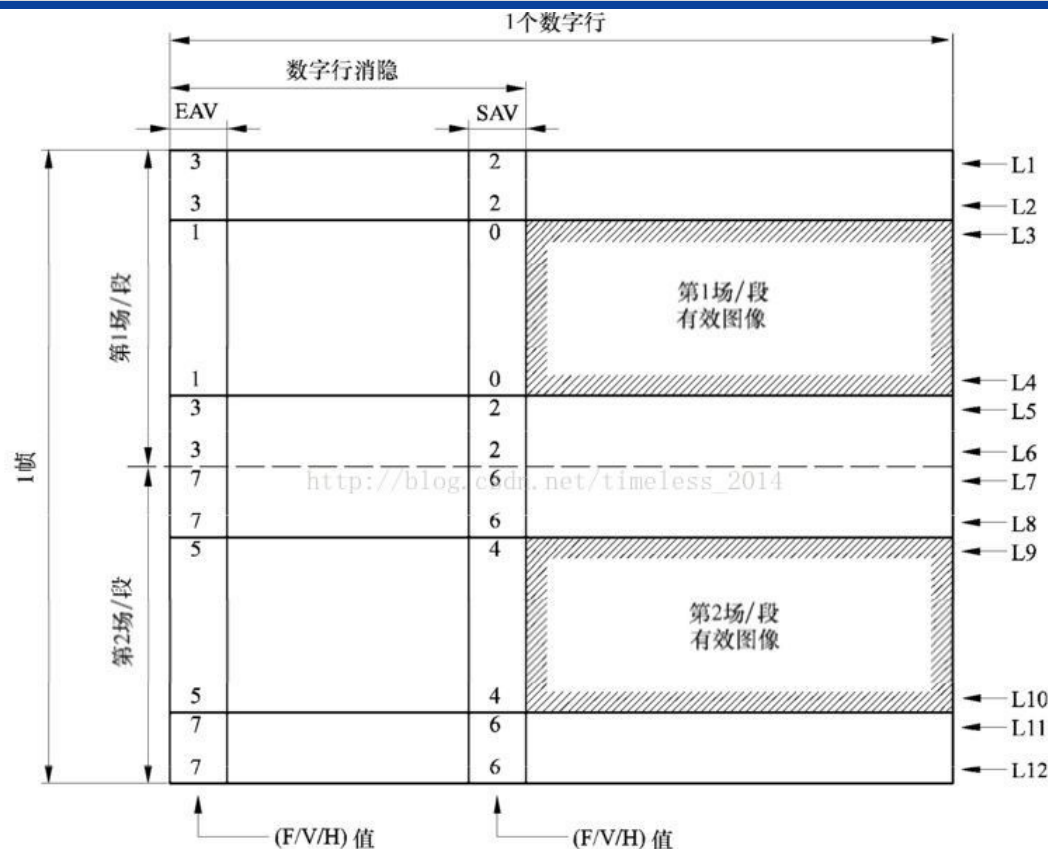 1个数字行
数字行消隐
EAV
SAV
3 2 L1
3 2 L2
1 0 L3
第1场/段
有效图像
第1场/段
1 0 L4
3 2 L5
3 2 L6
1帧
http://blog.csdn.net/timeless_2014
7 6 L7
7 6 L8
5 4 L9
第2场/段
有效图像
第2场/段
5 4 L10
7 6 L11
7 6 L12
(F/V/H) 值
(F/V/H) 值